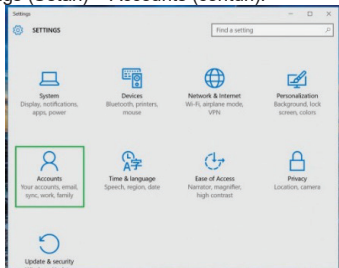 Settings
SETTINGS
Find a setting
System
Display, notifications,
apps, power
Devices
Bluetooth, printers,
mouse
Network & Internet
Wi-Fi, airplane mode,
VPN
Personalization
Background, lock
screen, colors
Accounts
Your accounts, email,
sync, work, family
Time & language
Speech, region, date
Ease of Access
Narrator, magnifier,
high contrast
Privacy
Location, camera
Update & security